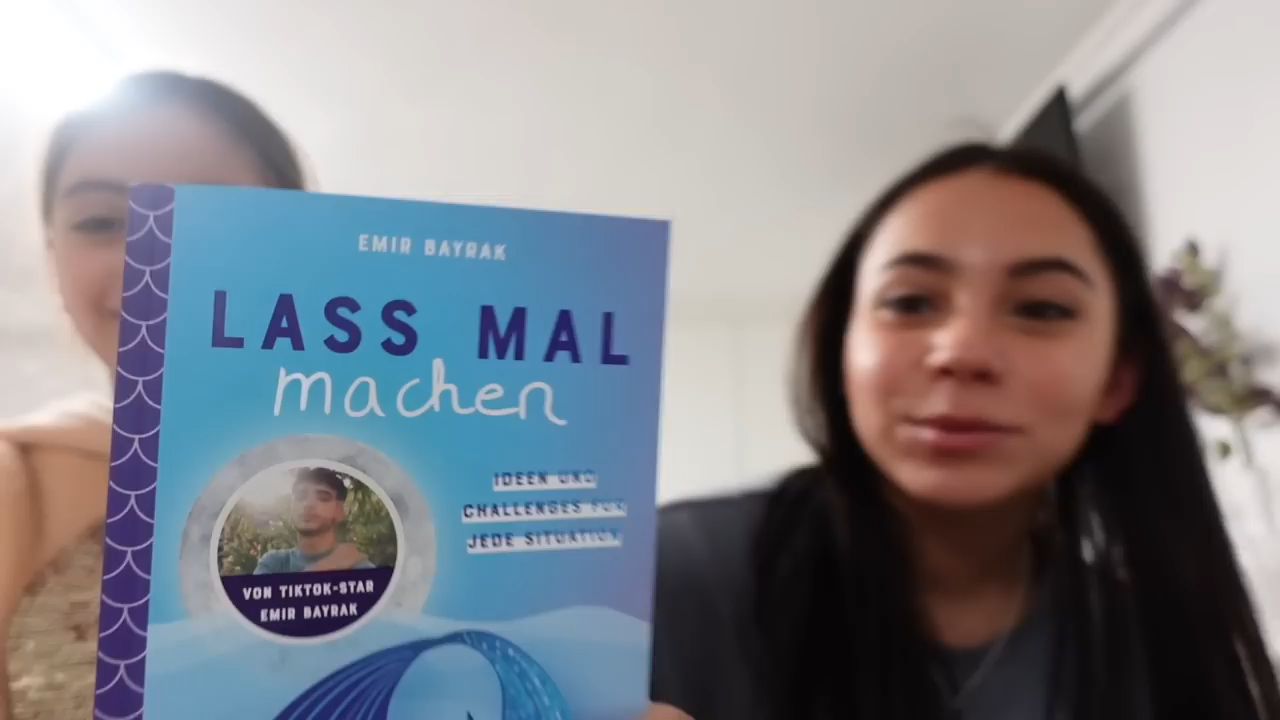 EMIR BAYRAK
LASS MAL
machen
IDEEN UND
CHALLENGES FÜR
JEDE SITUATION
VON TIKTOK-STAR
EMIR BAYRAK